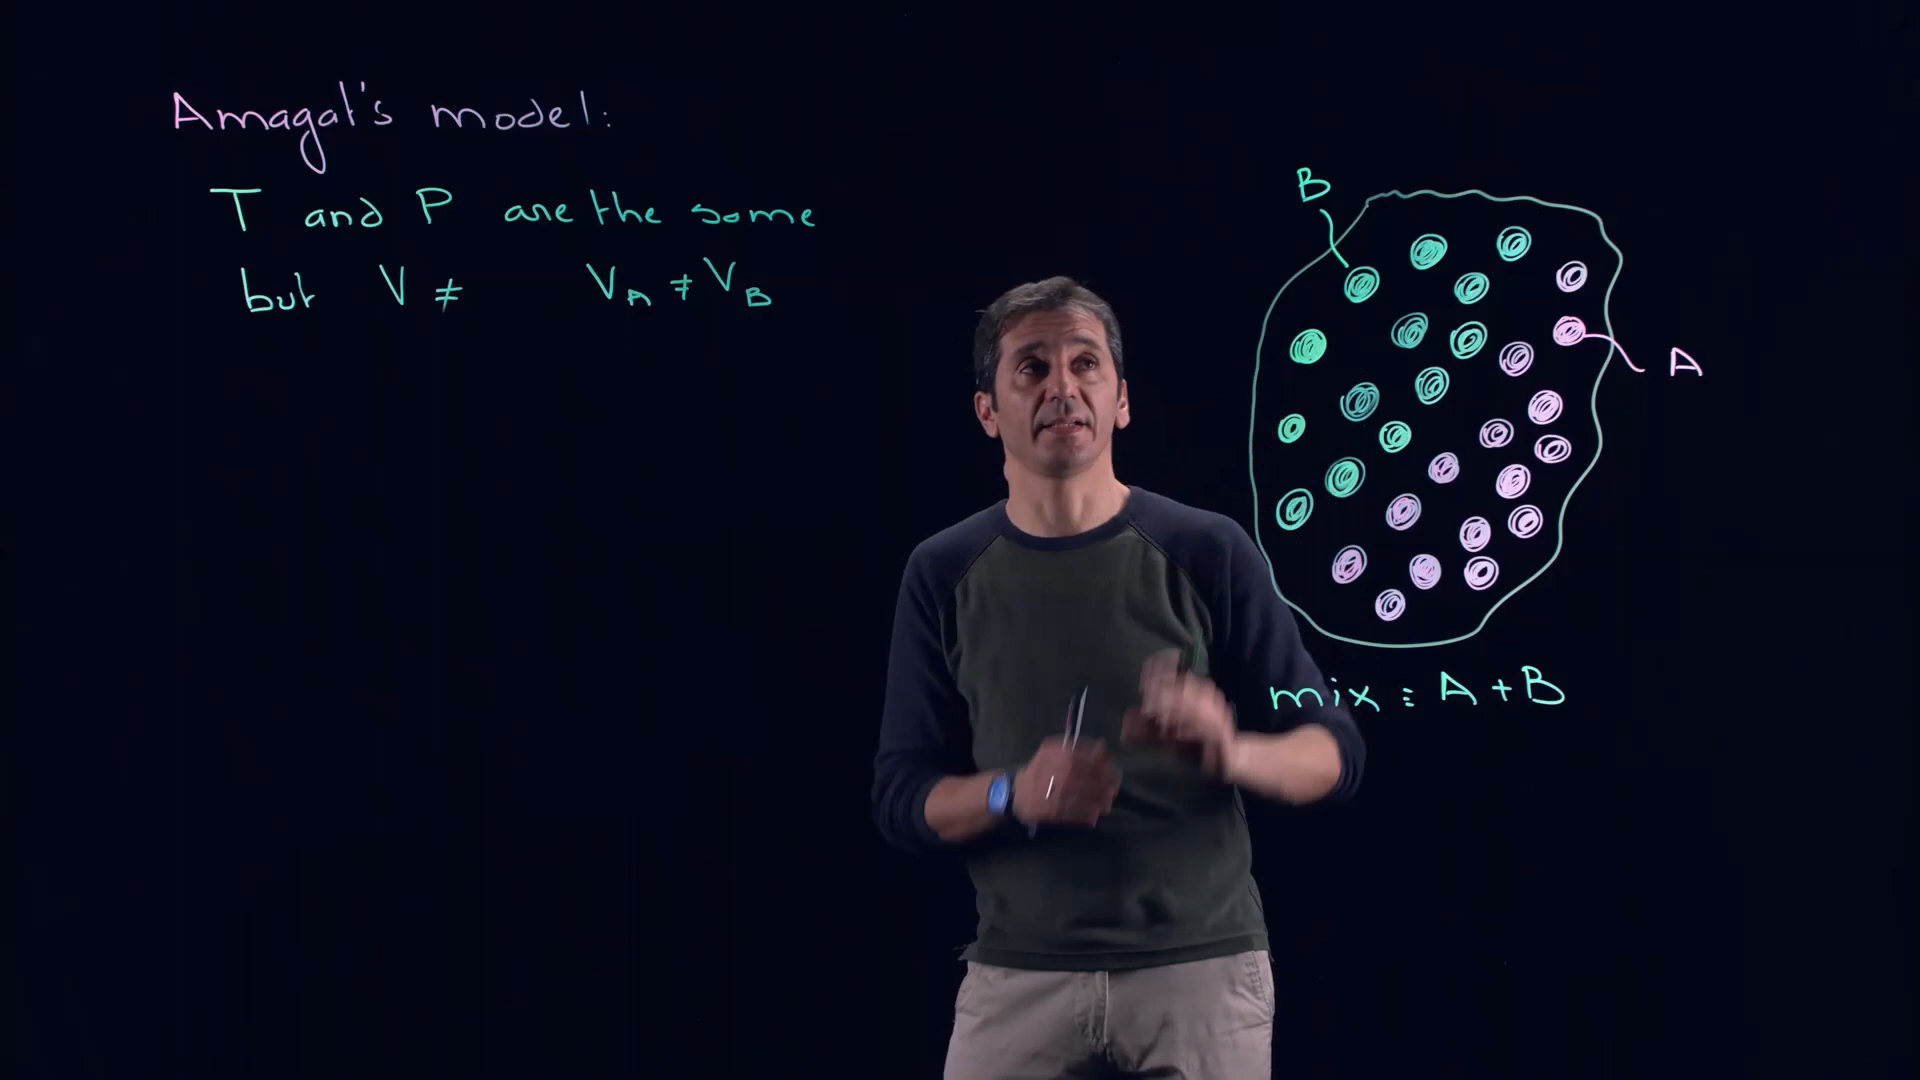 Amagat's model:
T and P are the same
but V ≠ V_A ≠ V_B
B
A
mix ≡ A + B